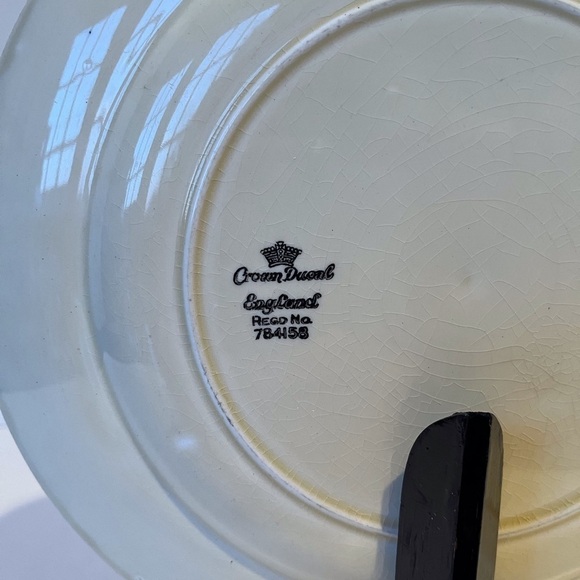 Crown Ducal
England
REGD No.
784158